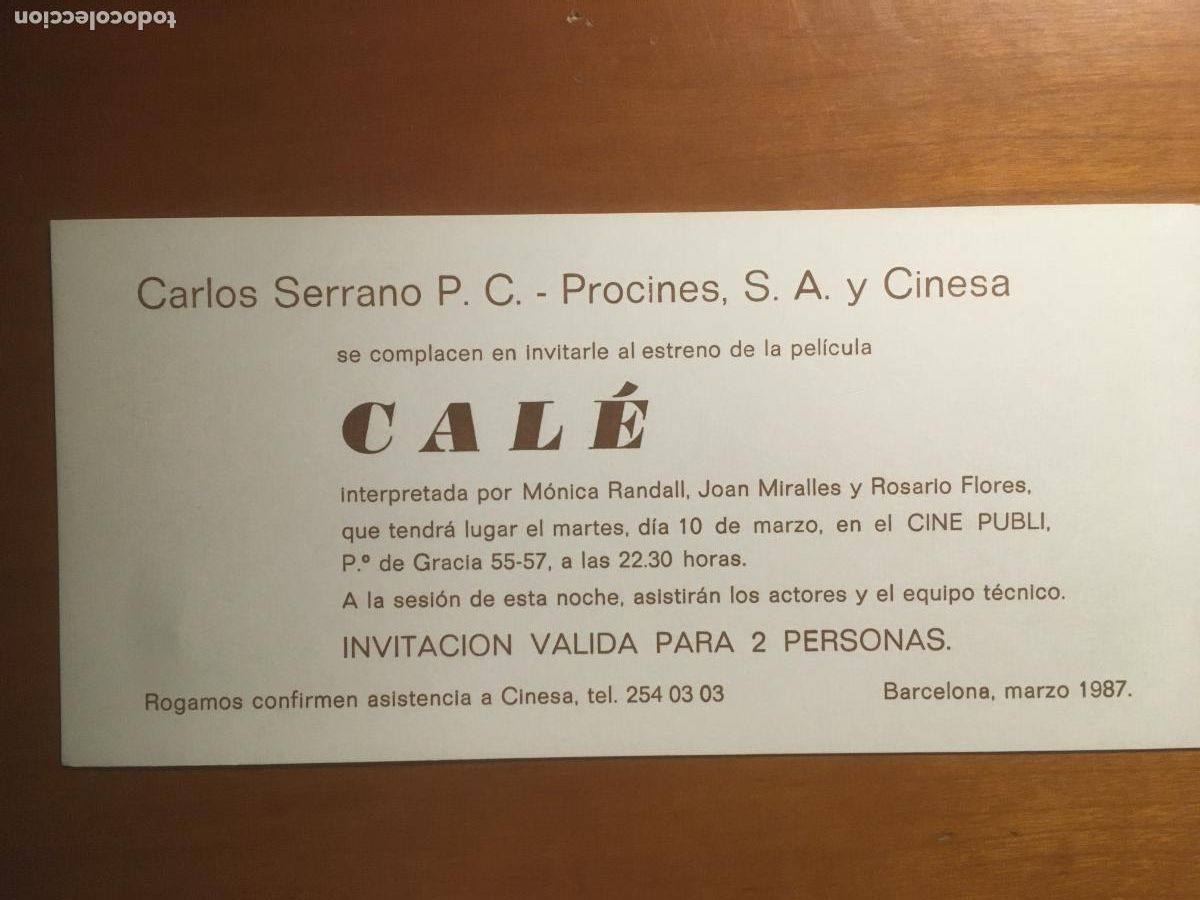 todocoleccion
Carlos Serrano P. C. - Procines, S. A. y Cinesa
se complacen en invitarle al estreno de la película
CALÉ
interpretada por Mónica Randall, Joan Miralles y Rosario Flores,
que tendrá lugar el martes, día 10 de marzo, en el CINE PUBLI,
P.º de Gracia 55-57, a las 22.30 horas.
A la sesión de esta noche, asistirán los actores y el equipo técnico.
INVITACION VALIDA PARA 2 PERSONAS.
Rogamos confirmen asistencia a Cinesa, tel. 254 03 03
Barcelona, marzo 1987.